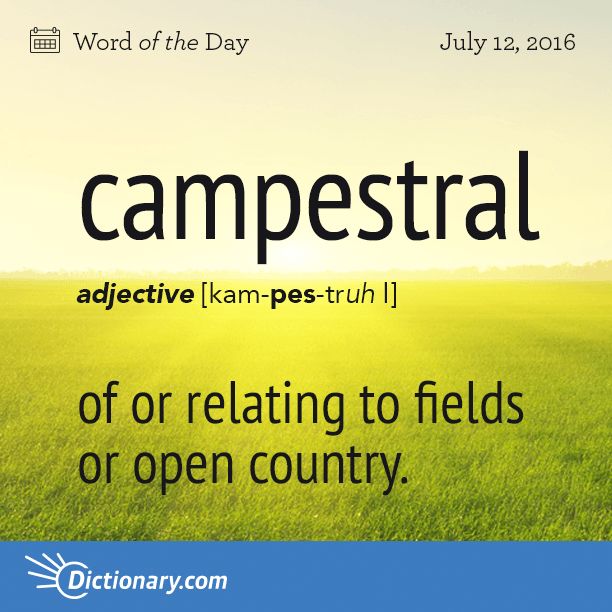 Word of the Day
July 12, 2016
campestral
adjective [kam-pes-truh l]
of or relating to fields
or open country.
Dictionary.com